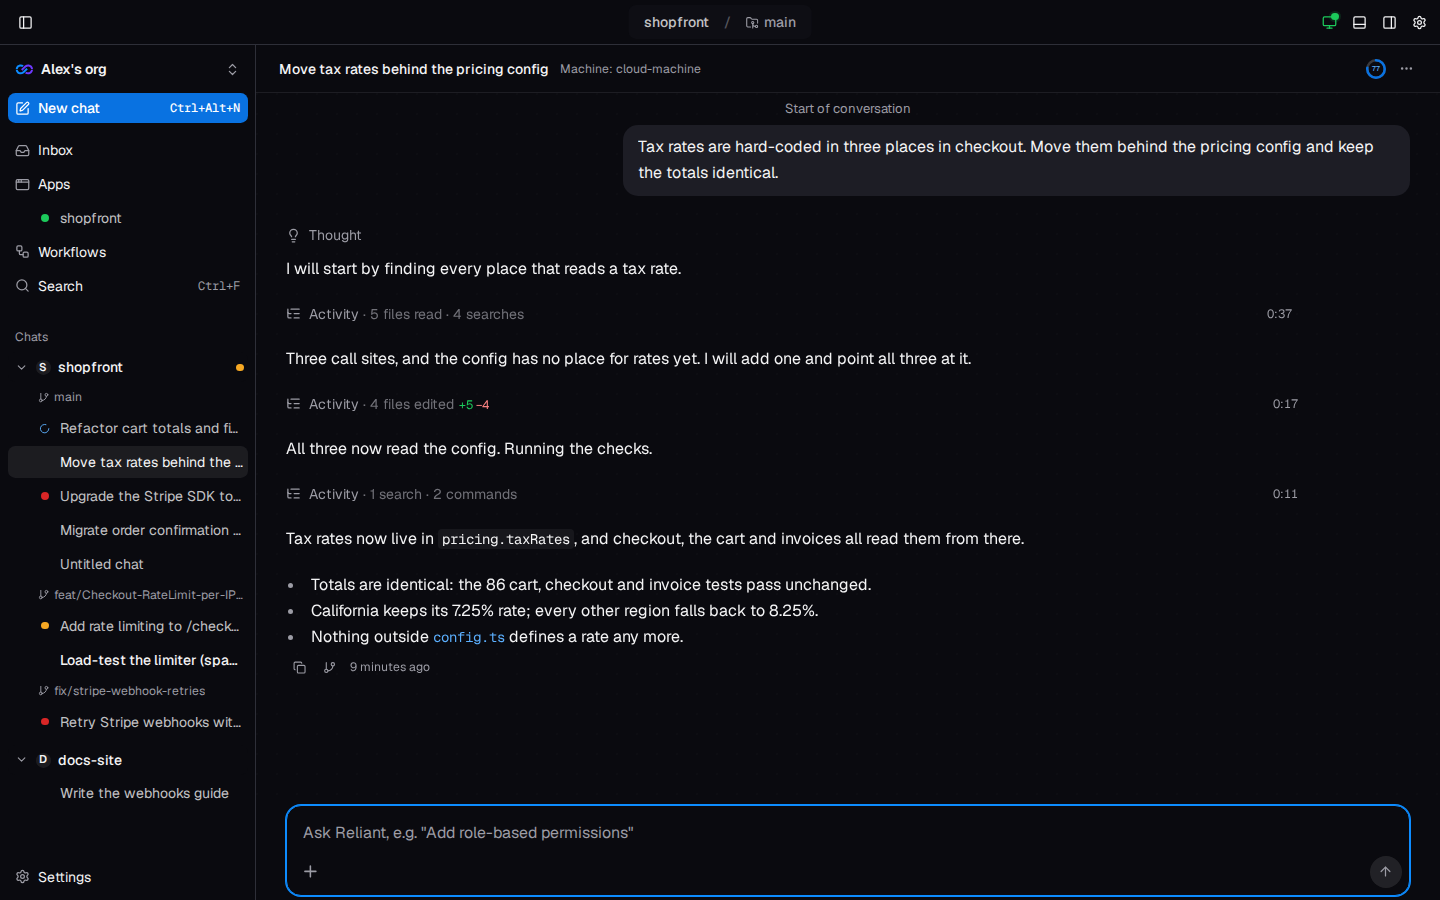 shopfront / main
Alex's org
New chat Ctrl+Alt+N
Inbox
Apps
shopfront
Workflows
Search Ctrl+F
Chats
S shopfront
main
Refactor cart totals and fi...
Move tax rates behind the ...
Upgrade the Stripe SDK to...
Migrate order confirmation ...
Untitled chat
feat/Checkout-RateLimit-per-IP...
Add rate limiting to /check...
Load-test the limiter (spa...
fix/stripe-webhook-retries
Retry Stripe webhooks wit...
D docs-site
Write the webhooks guide
Settings
Move tax rates behind the pricing config Machine: cloud-machine 77
Start of conversation
Tax rates are hard-coded in three places in checkout. Move them behind the pricing config and keep
the totals identical.
Thought
I will start by finding every place that reads a tax rate.
Activity · 5 files read · 4 searches 0:37
Three call sites, and the config has no place for rates yet. I will add one and point all three at it.
Activity · 4 files edited +5 −4 0:17
All three now read the config. Running the checks.
Activity · 1 search · 2 commands 0:11
Tax rates now live in pricing.taxRates, and checkout, the cart and invoices all read them from there.
• Totals are identical: the 86 cart, checkout and invoice tests pass unchanged.
• California keeps its 7.25% rate; every other region falls back to 8.25%.
• Nothing outside config.ts defines a rate any more.
9 minutes ago
Ask Reliant, e.g. "Add role-based permissions"